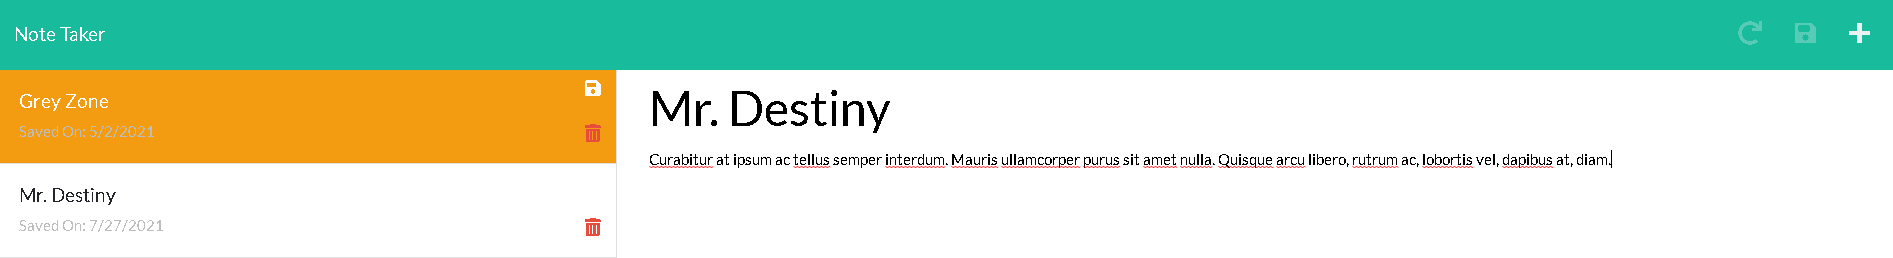 Note Taker
Grey Zone
Saved On: 5/2/2021
Mr. Destiny
Saved On: 7/27/2021
Mr. Destiny
Curabitur at ipsum ac tellus semper interdum. Mauris ullamcorper purus sit amet nulla. Quisque arcu libero, rutrum ac, lobortis vel, dapibus at, diam.